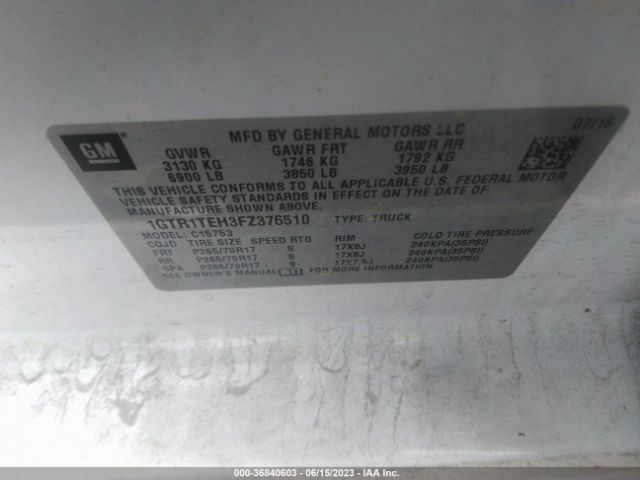 GM
MFD BY GENERAL MOTORS LLC
07/15
GVWR GAWR FRT GAWR RR
3130 KG 1746 KG 1792 KG
6900 LB 3850 LB 3950 LB
THIS VEHICLE CONFORMS TO ALL APPLICABLE U.S. FEDERAL MOTOR
VEHICLE SAFETY STANDARDS IN EFFECT ON THE DATE OF
MANUFACTURE SHOWN ABOVE.
1GTR1TEH3FZ376510 TYPE: TRUCK
MODEL: C15753
CQJD TIRE SIZE SPEED RTG RIM COLD TIRE PRESSURE
FRT P265/70R17 S 17X8J 240KPA(35PSI)
RR P265/70R17 S 17X8J 240KPA(35PSI)
SPA P265/70R17 S 240KPA(35PSI)
SEE OWNER'S MANUAL FOR MORE INFORMATION.
000-36840603 - 06/15/2023 - IAA Inc.